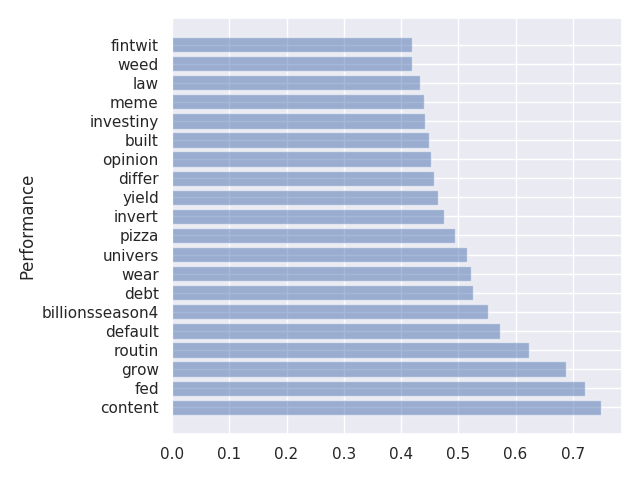 fintwit
weed
law
meme
investiny
built
opinion
differ
yield
invert
pizza
univers
wear
debt
billionsseason4
default
routin
grow
fed
content
Performance
0.0 0.1 0.2 0.3 0.4 0.5 0.6 0.7